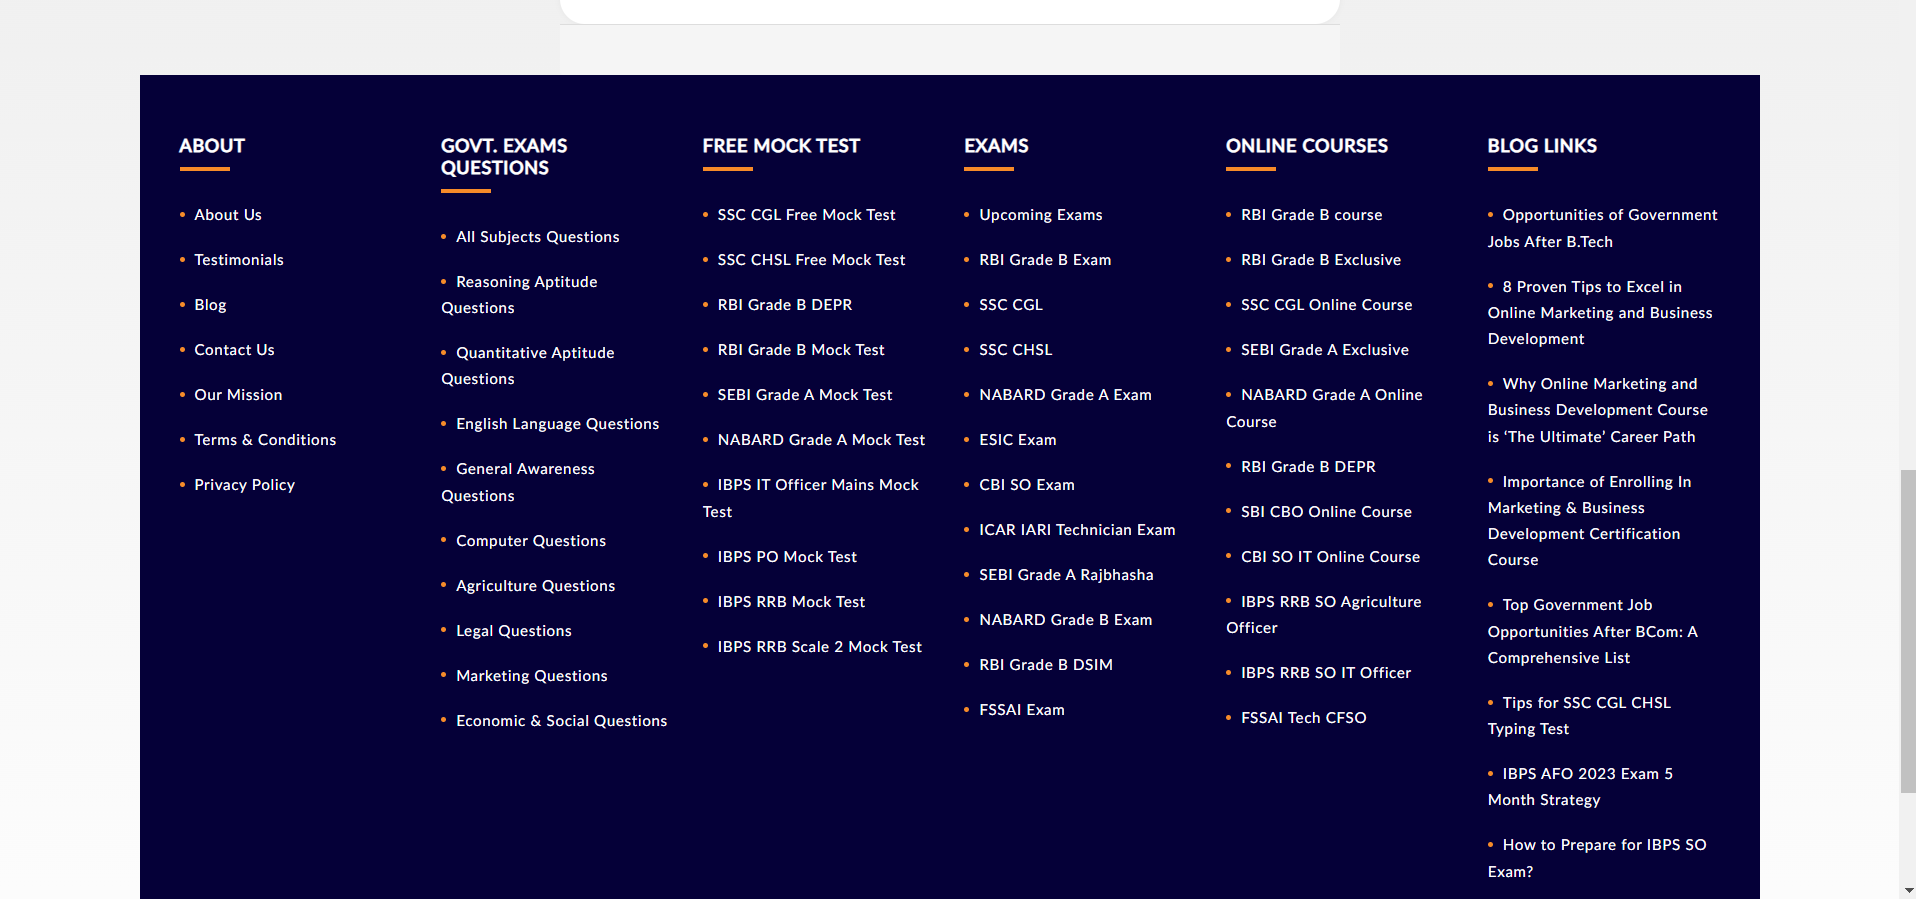 ABOUT
• About Us
• Testimonials
• Blog
• Contact Us
• Our Mission
• Terms & Conditions
• Privacy Policy
GOVT. EXAMS
QUESTIONS
• All Subjects Questions
• Reasoning Aptitude
Questions
• Quantitative Aptitude
Questions
• English Language Questions
• General Awareness
Questions
• Computer Questions
• Agriculture Questions
• Legal Questions
• Marketing Questions
• Economic & Social Questions
FREE MOCK TEST
• SSC CGL Free Mock Test
• SSC CHSL Free Mock Test
• RBI Grade B DEPR
• RBI Grade B Mock Test
• SEBI Grade A Mock Test
• NABARD Grade A Mock Test
• IBPS IT Officer Mains Mock
Test
• IBPS PO Mock Test
• IBPS RRB Mock Test
• IBPS RRB Scale 2 Mock Test
EXAMS
• Upcoming Exams
• RBI Grade B Exam
• SSC CGL
• SSC CHSL
• NABARD Grade A Exam
• ESIC Exam
• CBI SO Exam
• ICAR IARI Technician Exam
• SEBI Grade A Rajbhasha
• NABARD Grade B Exam
• RBI Grade B DSIM
• FSSAI Exam
ONLINE COURSES
• RBI Grade B course
• RBI Grade B Exclusive
• SSC CGL Online Course
• SEBI Grade A Exclusive
• NABARD Grade A Online
Course
• RBI Grade B DEPR
• SBI CBO Online Course
• CBI SO IT Online Course
• IBPS RRB SO Agriculture
Officer
• IBPS RRB SO IT Officer
• FSSAI Tech CFSO
BLOG LINKS
• Opportunities of Government
Jobs After B.Tech
• 8 Proven Tips to Excel in
Online Marketing and Business
Development
• Why Online Marketing and
Business Development Course
is ‘The Ultimate’ Career Path
• Importance of Enrolling In
Marketing & Business
Development Certification
Course
• Top Government Job
Opportunities After BCom: A
Comprehensive List
• Tips for SSC CGL CHSL
Typing Test
• IBPS AFO 2023 Exam 5
Month Strategy
• How to Prepare for IBPS SO
Exam?